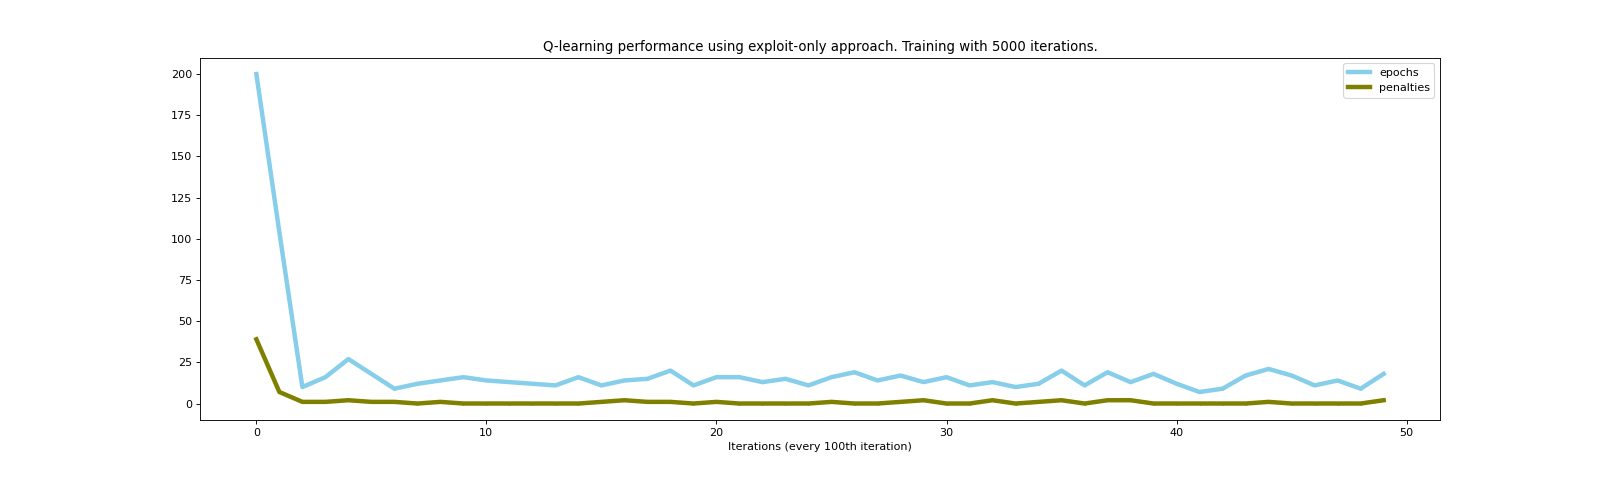 Q-learning performance using exploit-only approach. Training with 5000 iterations.
epochs
penalties
200
175
150
125
100
75
50
25
0
0 10 20 30 40 50
Iterations (every 100th iteration)